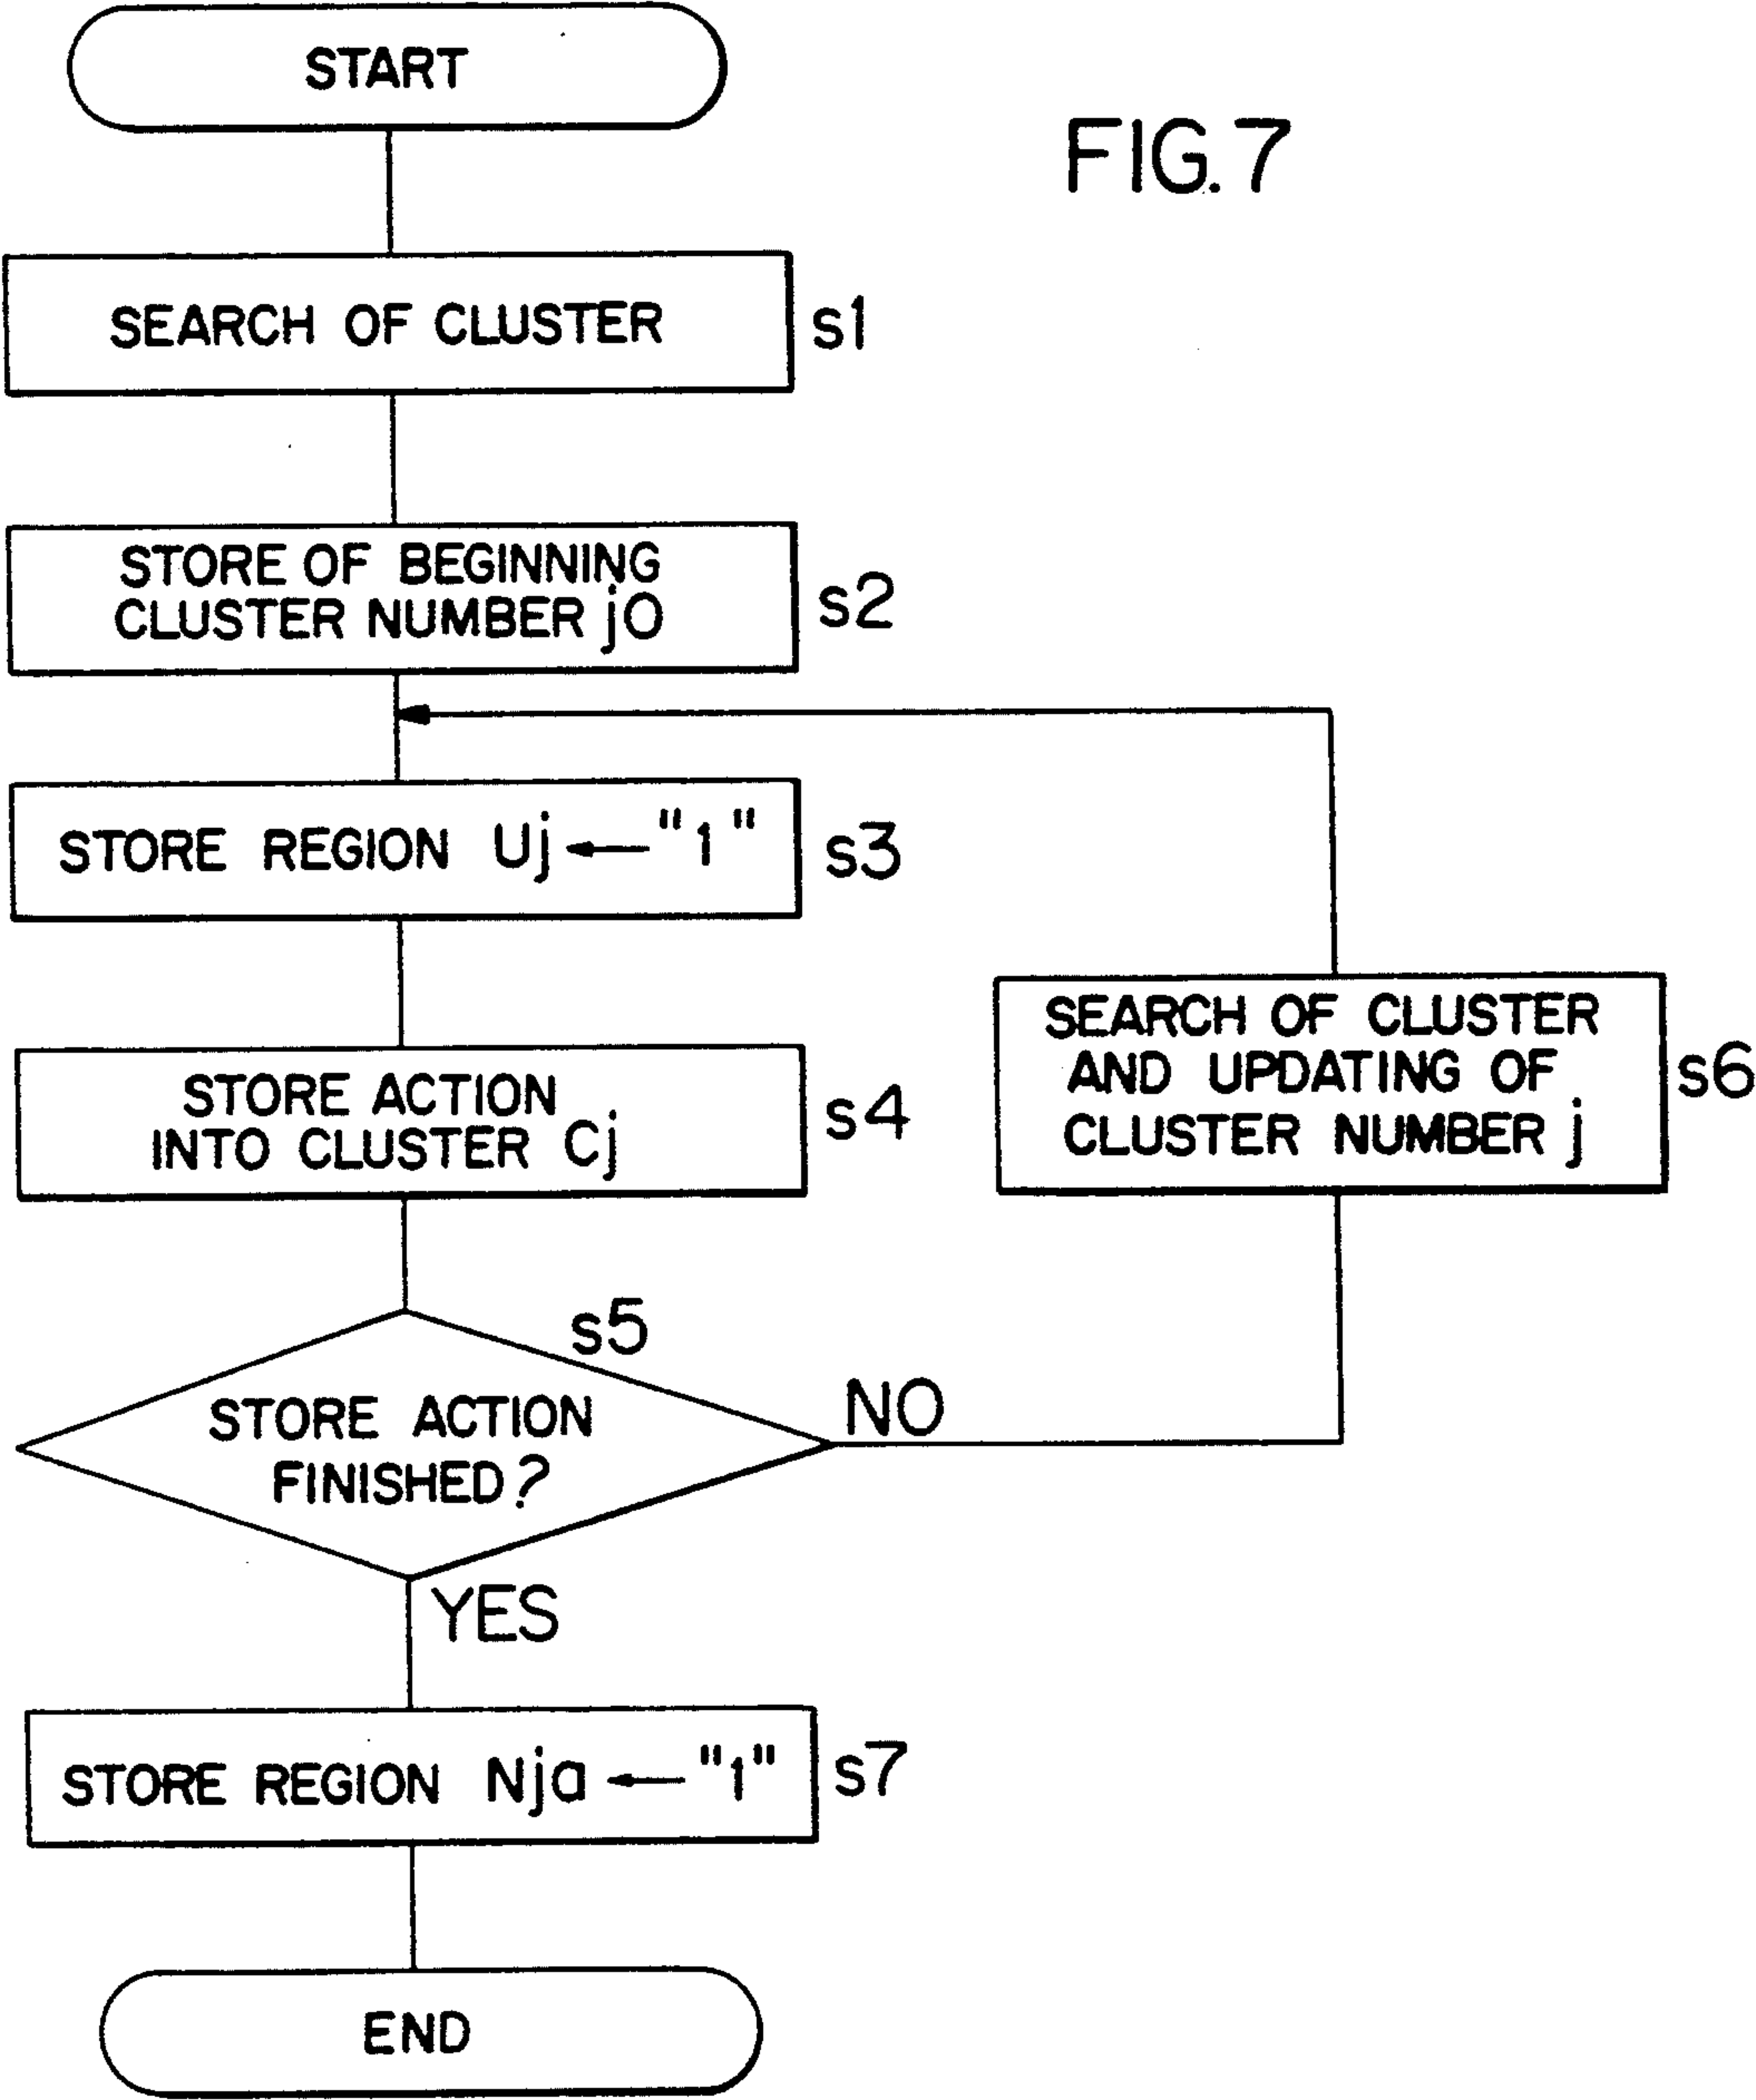 START
FIG.7
SEARCH OF CLUSTER
s1
STORE OF BEGINNING
CLUSTER NUMBER j0
s2
STORE REGION Uj ← "1"
s3
STORE ACTION
INTO CLUSTER Cj
s4
SEARCH OF CLUSTER
AND UPDATING OF
CLUSTER NUMBER j
s6
s5
STORE ACTION
FINISHED?
NO
YES
STORE REGION Nja ← "1"
s7
END